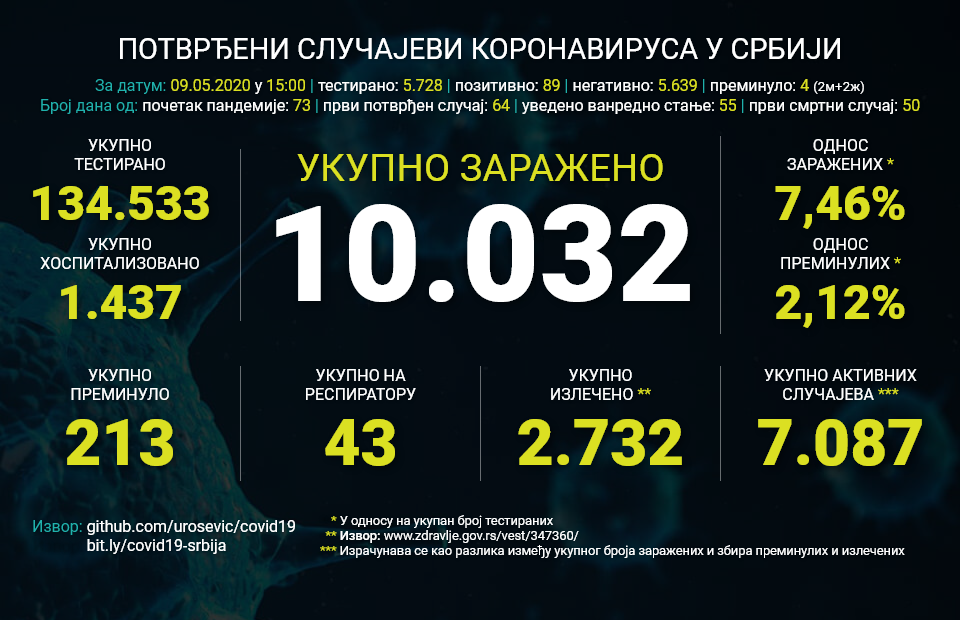 ПОТВРЂЕНИ СЛУЧАЈЕВИ КОРОНАВИРУСА У СРБИЈИ
За датум: 09.05.2020 у 15:00 | тестирано: 5.728 | позитивно: 89 | негативно: 5.639 | преминуло: 4 (2м+2ж)
Број дана од: почетак пандемије: 73 | први потврђен случај: 64 | уведено ванредно стање: 55 | први смртни случај: 50
УКУПНО
ТЕСТИРАНО
134.533
УКУПНО
ХОСПИТАЛИЗОВАНО
1.437
УКУПНО ЗАРАЖЕНО
10.032
ОДНОС
ЗАРАЖЕНИХ *
7,46%
ОДНОС
ПРЕМИНУЛИХ *
2,12%
УКУПНО
ПРЕМИНУЛО
213
УКУПНО НА
РЕСПИРАТОРУ
43
УКУПНО
ИЗЛЕЧЕНО **
2.732
УКУПНО АКТИВНИХ
СЛУЧАЈЕВА ***
7.087
Извор: github.com/urosevic/covid19
bit.ly/covid19-srbija
* У односу на укупан број тестираних
** Извор: www.zdravlje.gov.rs/vest/347360/
*** Израчунава се као разлика између укупног броја заражених и збира преминулих и излечених